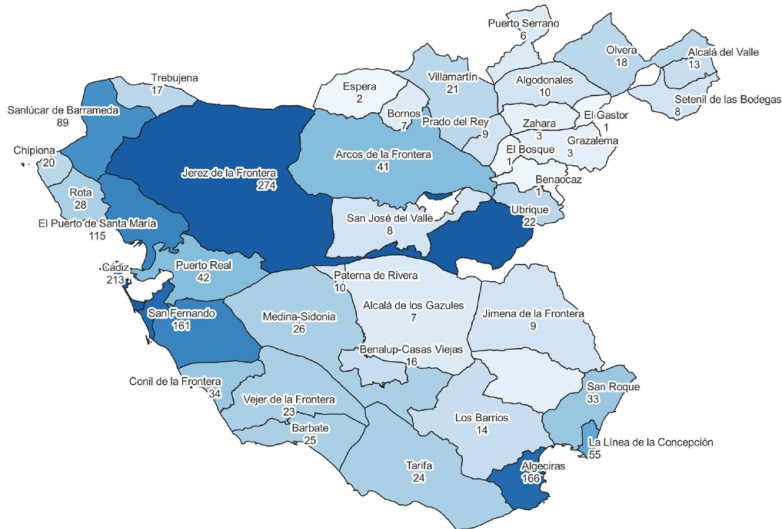 Puerto Serrano
6
Olvera
18
Alcalá del Valle
13
Trebujena
17
Espera
2
Villamartín
21
Algodonales
10
Setenil de las Bodegas
8
Sanlúcar de Barrameda
89
Bornos
7
Prado del Rey
9
Zahara
3
El Gastor
1
Grazalema
3
Chipiona
20
Arcos de la Frontera
41
El Bosque
1
Jerez de la Frontera
274
Benaocaz
1
Rota
28
Ubrique
22
El Puerto de Santa María
115
San José del Valle
8
Cádiz
213
Puerto Real
42
Paterna de Rivera
10
Alcalá de los Gazules
7
San Fernando
161
Medina-Sidonia
26
Jimena de la Frontera
9
Benalup-Casas Viejas
16
Conil de la Frontera
34
San Roque
33
Vejer de la Frontera
23
Los Barrios
14
Barbate
25
La Línea de la Concepción
55
Tarifa
24
Algeciras
166